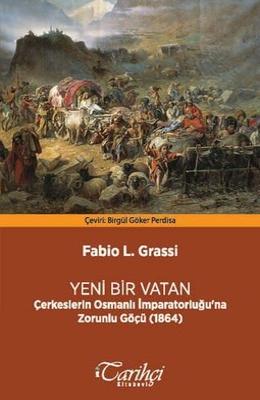 Çeviri: Birgül Göker Perdisa
Fabio L. Grassi
YENİ BİR VATAN
Çerkeslerin Osmanlı İmparatorluğu'na
Zorunlu Göçü (1864)
Tarihçi
Kitabevi